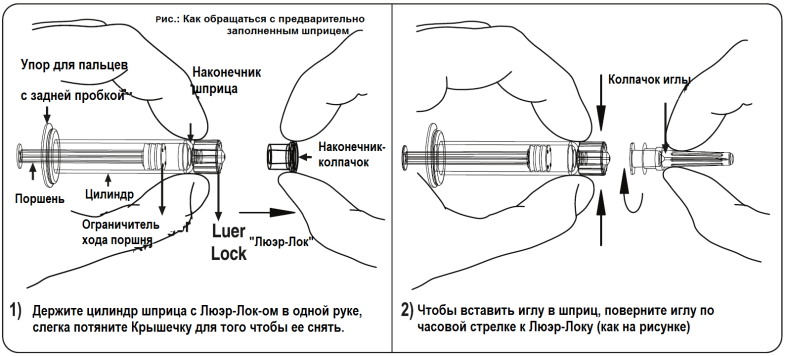 Рис.: Как обращаться с предварительно
заполненным шприцем
Упор для пальцев
с задней пробкой
Наконечник
шприца
Наконечник-
колпачок
Поршень
Цилиндр
Ограничитель
хода поршня
Luer
Lock
"Люэр-Лок"
1) Держите цилиндр шприца с Люэр-Лок-ом в одной руке,
слегка потяните Крышечку для того чтобы ее снять.
Колпачок иглы
2) Чтобы вставить иглу в шприц, поверните иглу по
часовой стрелке к Люэр-Локу (как на рисунке)